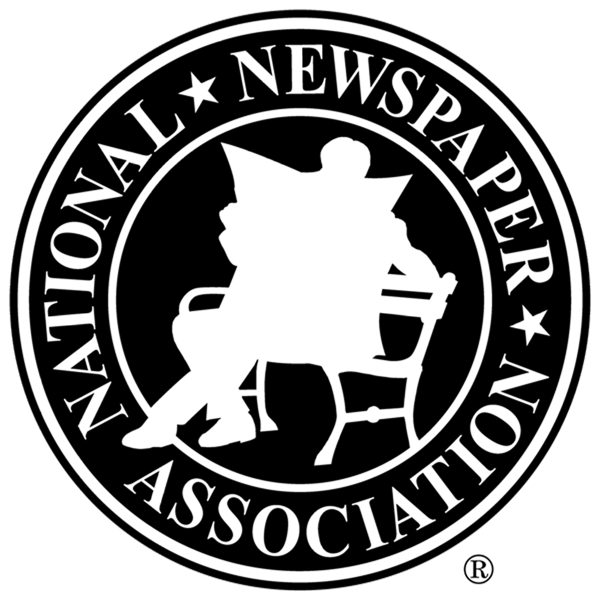 NATIONAL ★ NEWSPAPER ★ ASSOCIATION
®